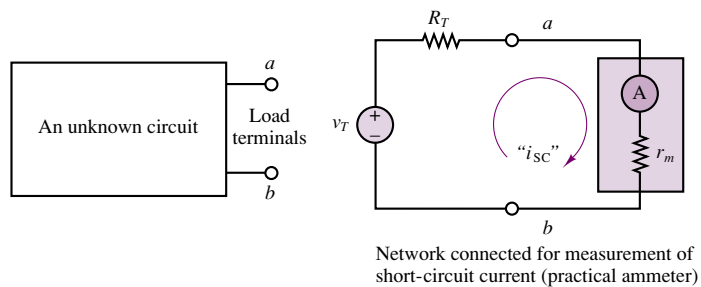 a
An unknown circuit
Load
terminals
b
R_T
a
v_T
+
−
"i_SC"
A
r_m
b
Network connected for measurement of
short-circuit current (practical ammeter)